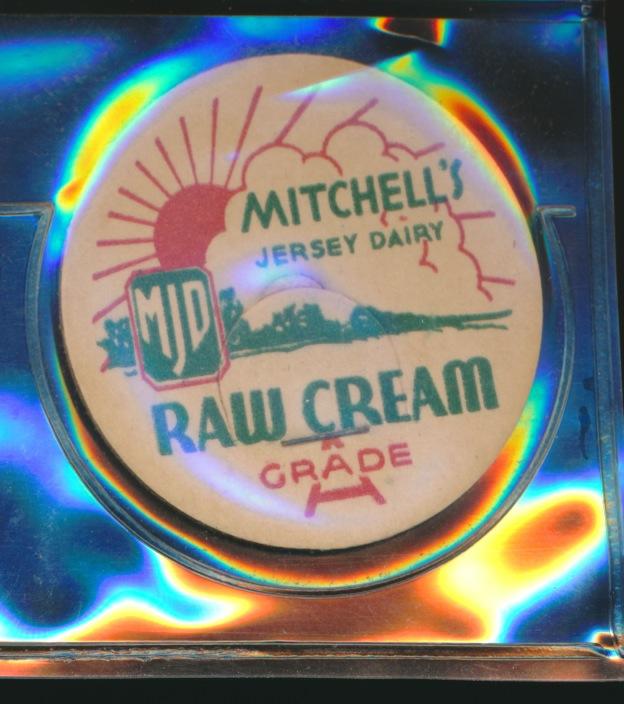 MITCHELL'S
JERSEY DAIRY
MJD
RAW CREAM
GRADE
A